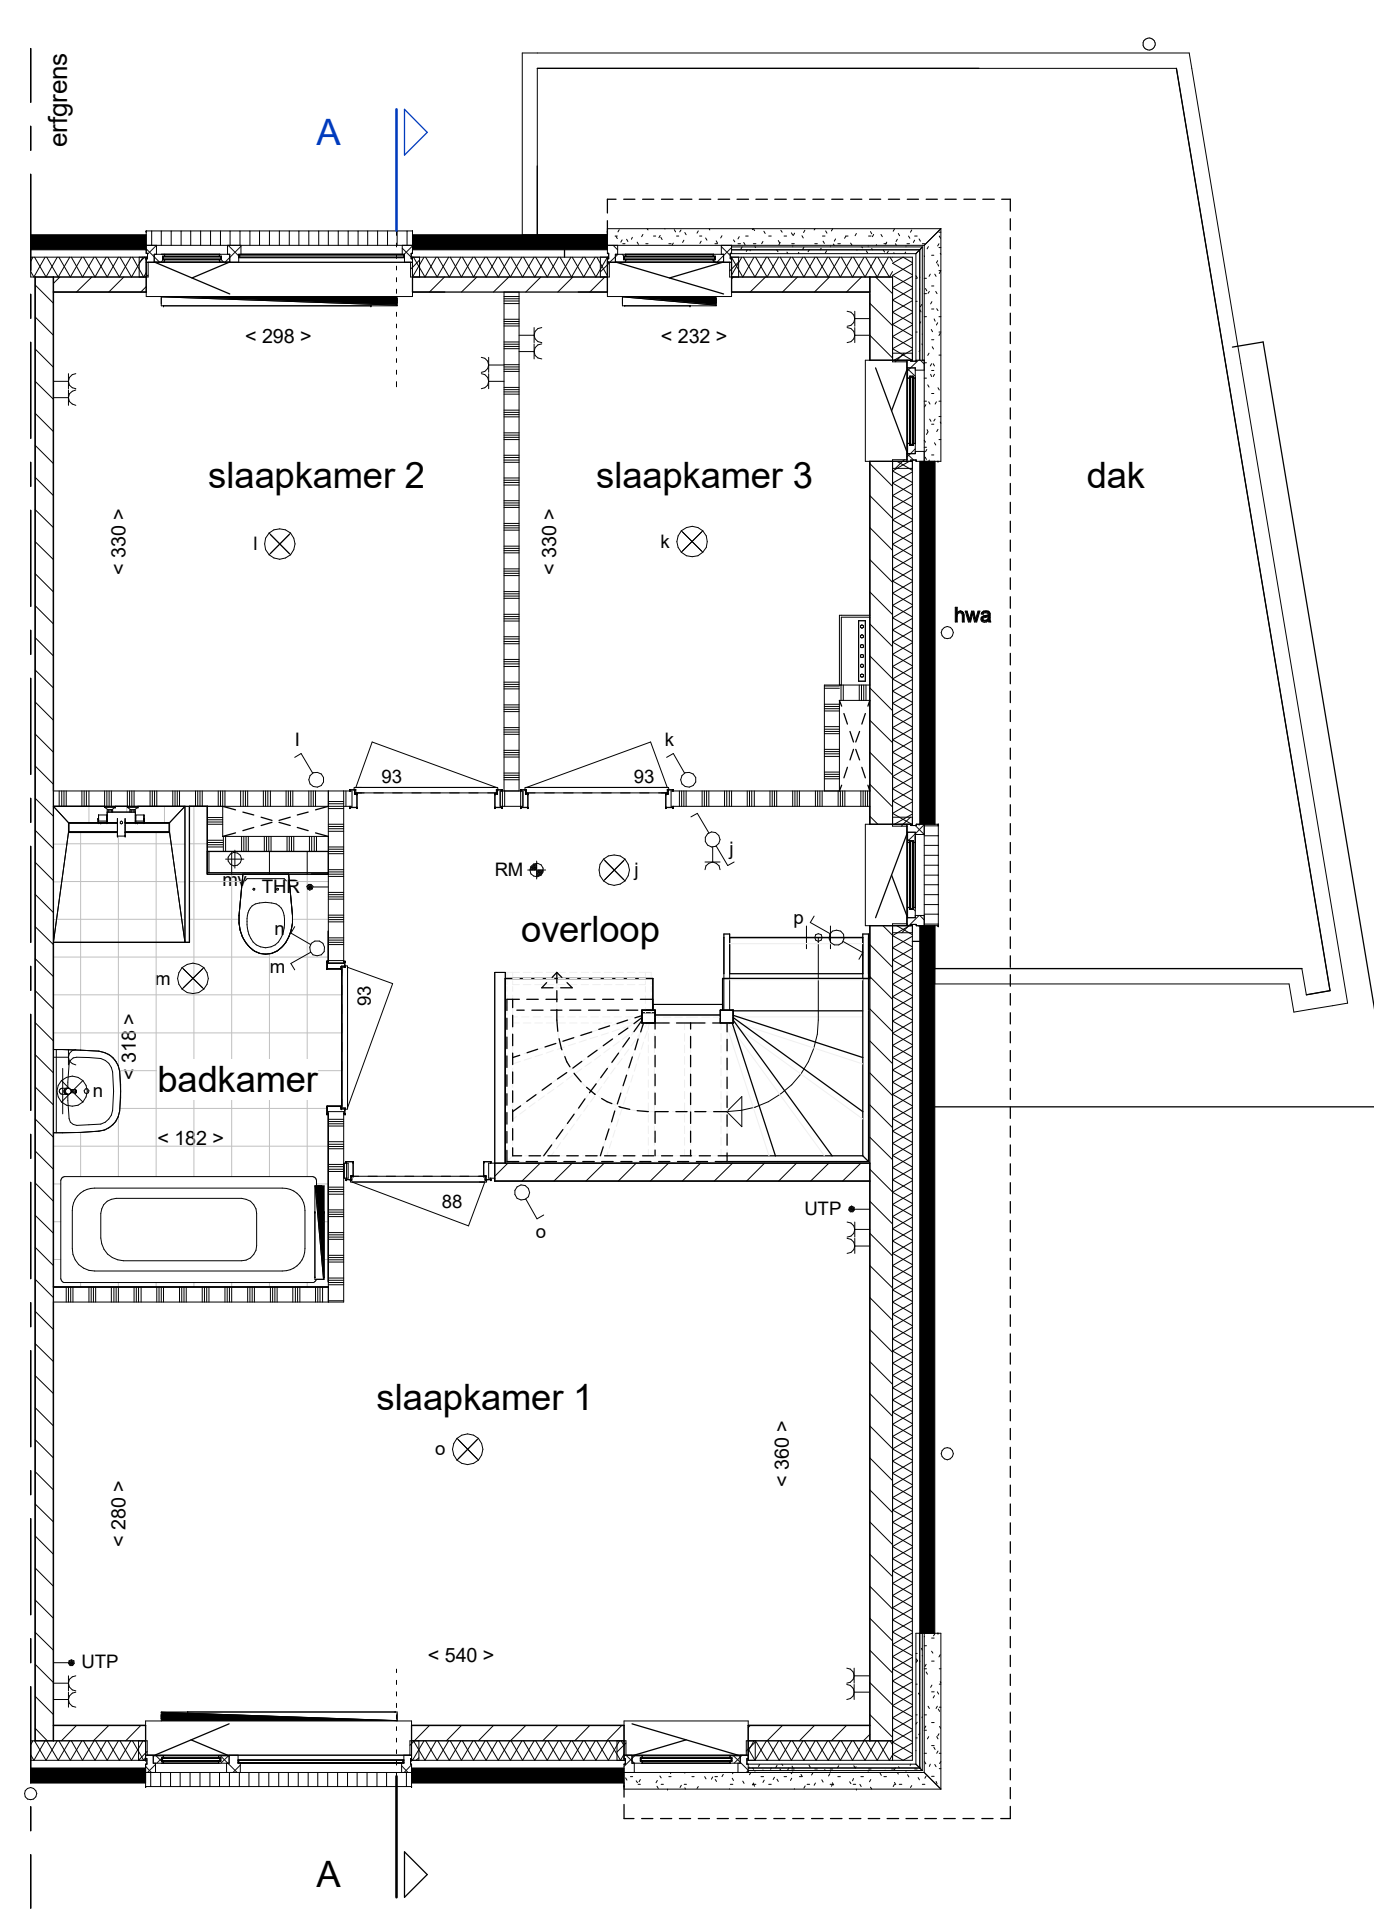 erfgrens
A
< 298 >
< 232 >
slaapkamer 2
slaapkamer 3
dak
< 330 >
< 330 >
l
k
hwa
l
k
93
93
j
RM
j
mv
THR
n
p
overloop
m
m
93
< 318 >
badkamer
n
< 182 >
88
UTP
o
slaapkamer 1
o
< 360 >
< 280 >
< 540 >
UTP
A